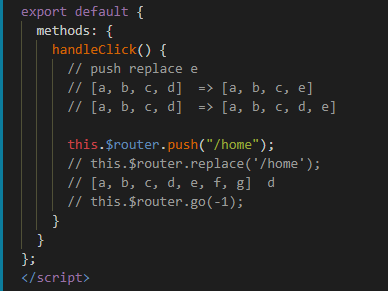 export default {
methods: {
handleClick() {
// push replace e
// [a, b, c, d]  => [a, b, c, e]
// [a, b, c, d]  => [a, b, c, d, e]
this.$router.push("/home");
// this.$router.replace('/home');
// [a, b, c, d, e, f, g]  d
// this.$router.go(-1);
}
}
};
</script>